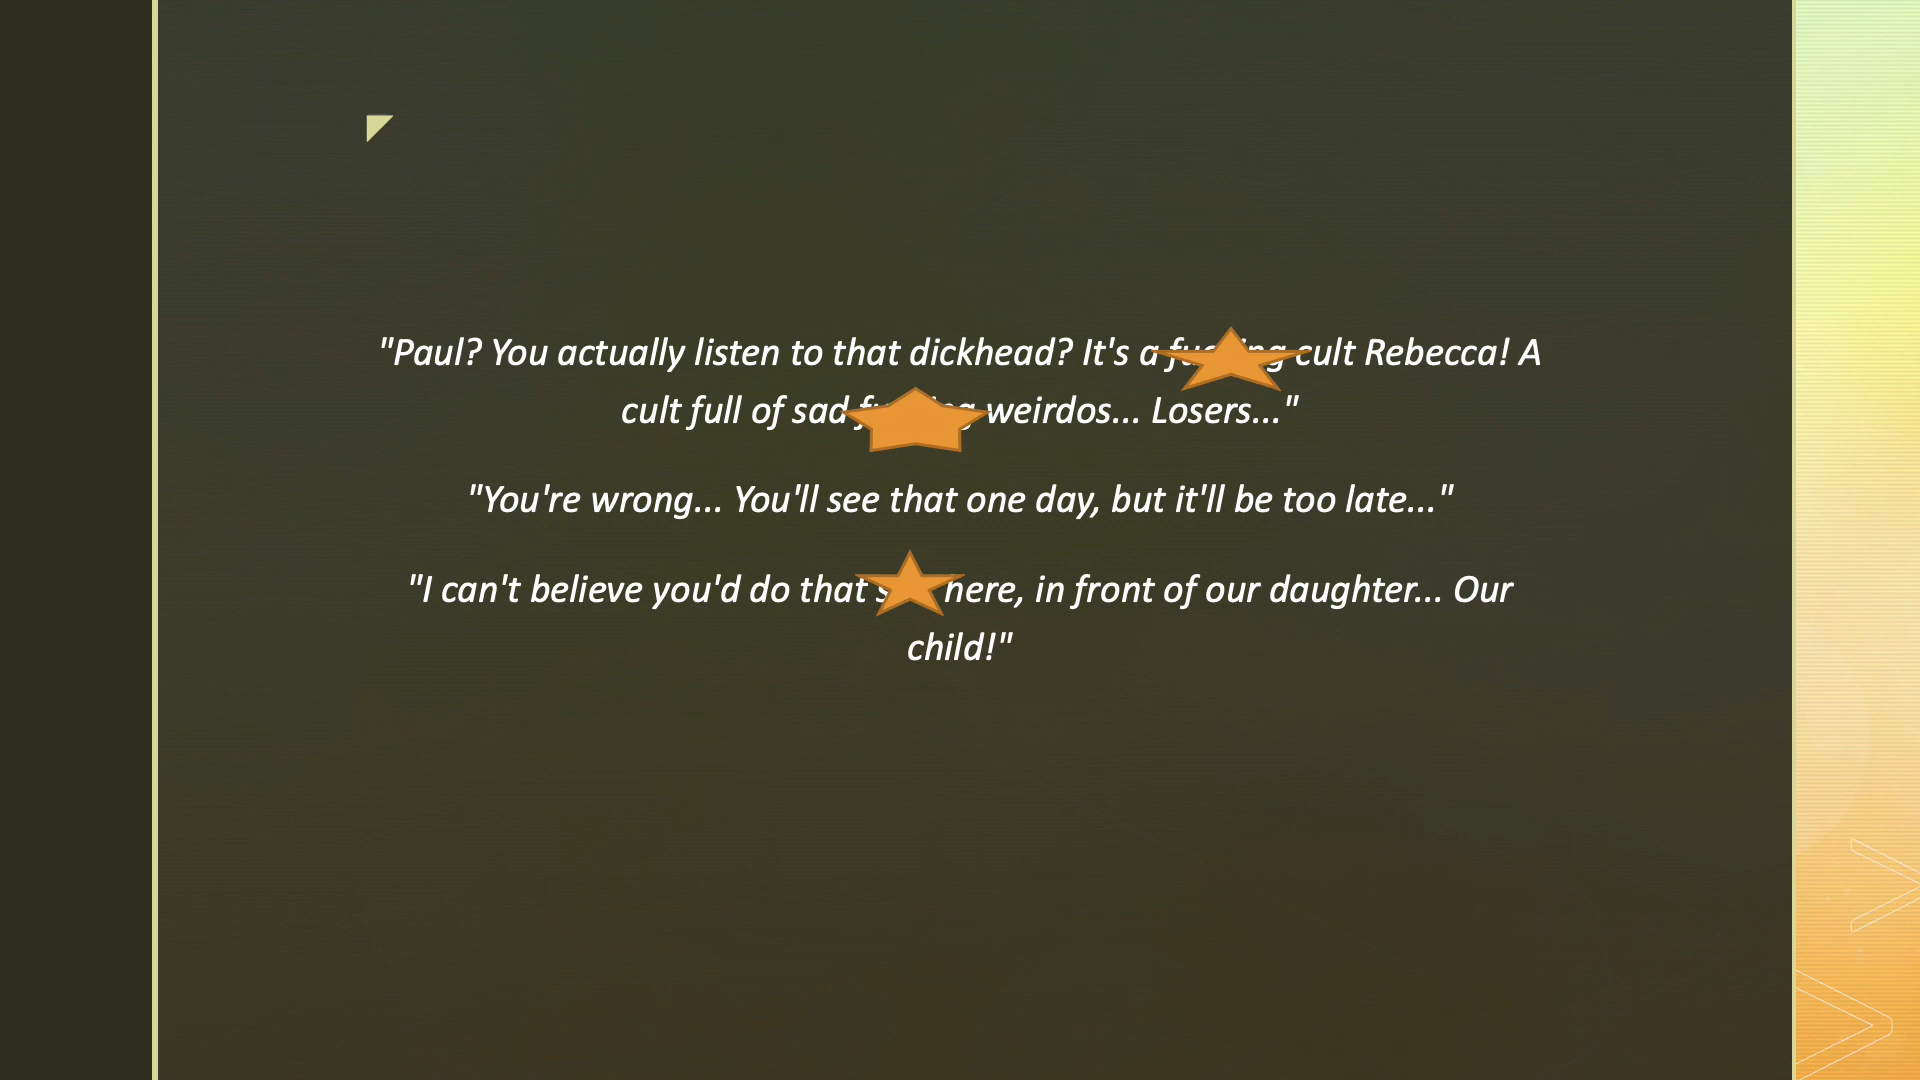 "Paul? You actually listen to that dickhead? It's a cult Rebecca! A
cult full of sad weirdos... Losers..."
"You're wrong... You'll see that one day, but it'll be too late..."
"I can't believe you'd do that here, in front of our daughter... Our
child!"